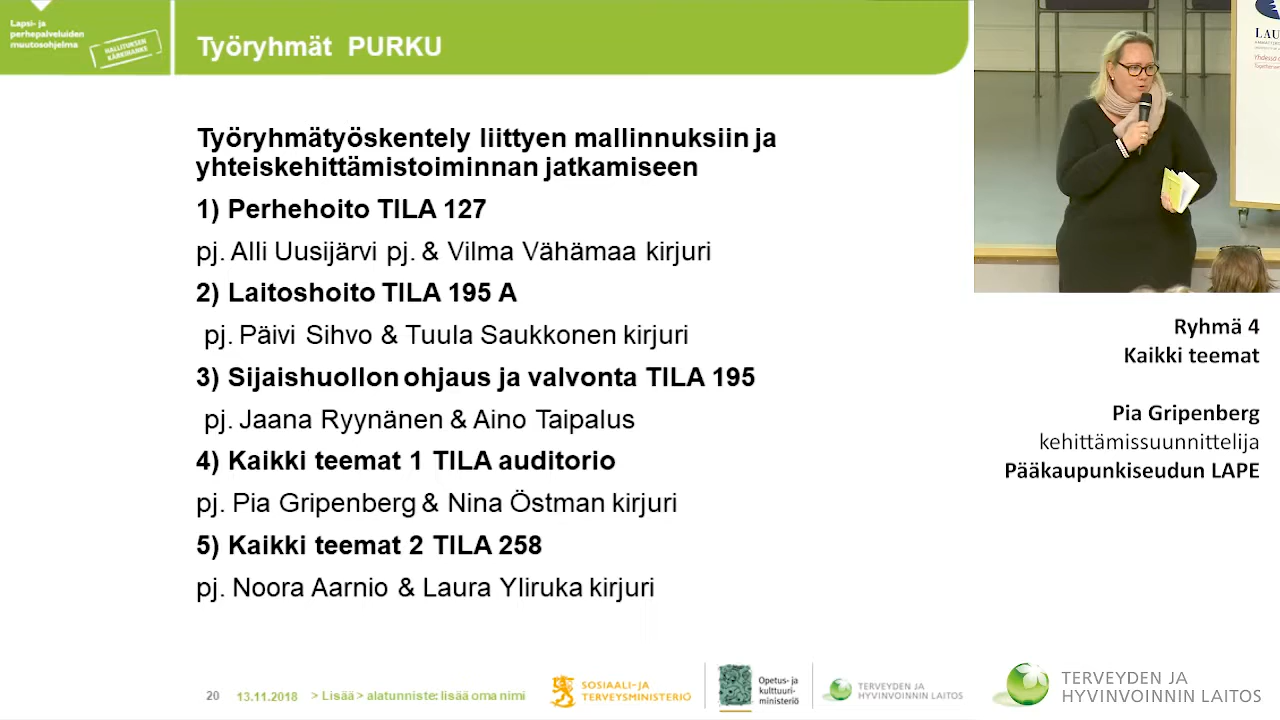 Lapsi- ja
perhepalveluiden
muutosohjelma
HALLITUKSEN
KÄRKIHANKE
Työryhmät PURKU
Työryhmätyöskentely liittyen mallinnuksiin ja
yhteiskehittämistoiminnan jatkamiseen
1) Perhehoito TILA 127
pj. Alli Uusijärvi pj. & Vilma Vähämaa kirjuri
2) Laitoshoito TILA 195 A
pj. Päivi Sihvo & Tuula Saukkonen kirjuri
3) Sijaishuollon ohjaus ja valvonta TILA 195
pj. Jaana Ryynänen & Aino Taipalus
4) Kaikki teemat 1 TILA auditorio
pj. Pia Gripenberg & Nina Östman kirjuri
5) Kaikki teemat 2 TILA 258
pj. Noora Aarnio & Laura Yliruka kirjuri
20 13.11.2018 > Lisää > alatunniste: lisää oma nimi
SOSIAALI- JA
TERVEYSMINISTERIÖ
Opetus- ja
kulttuuri-
ministeriö
TERVEYDEN JA
HYVINVOINNIN LAITOS
LAU
Yhdessä
Ryhmä 4
Kaikki teemat
Pia Gripenberg
kehittämissuunnittelija
Pääkaupunkiseudun LAPE
TERVEYDEN JA
HYVINVOINNIN LAITOS